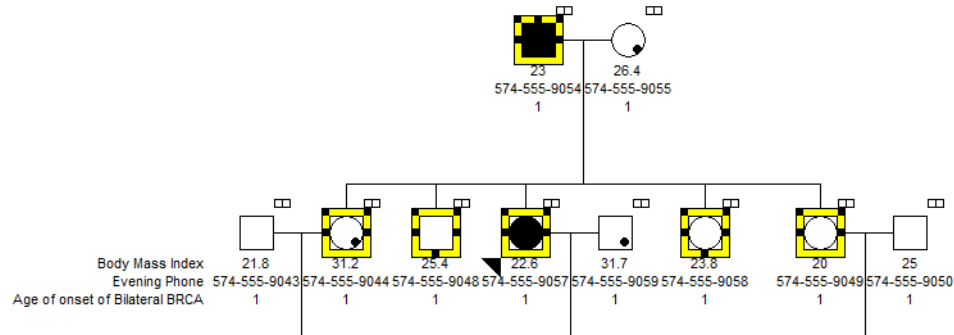 23 26.4
574-555-9054 574-555-9055
1 1
Body Mass Index 21.8 31.2 25.4 22.6 31.7 23.8 20 25
Evening Phone 574-555-9043 574-555-9044 574-555-9048 574-555-9057 574-555-9059 574-555-9058 574-555-9049 574-555-9050
Age of onset of Bilateral BRCA 1 1 1 1 1 1 1 1